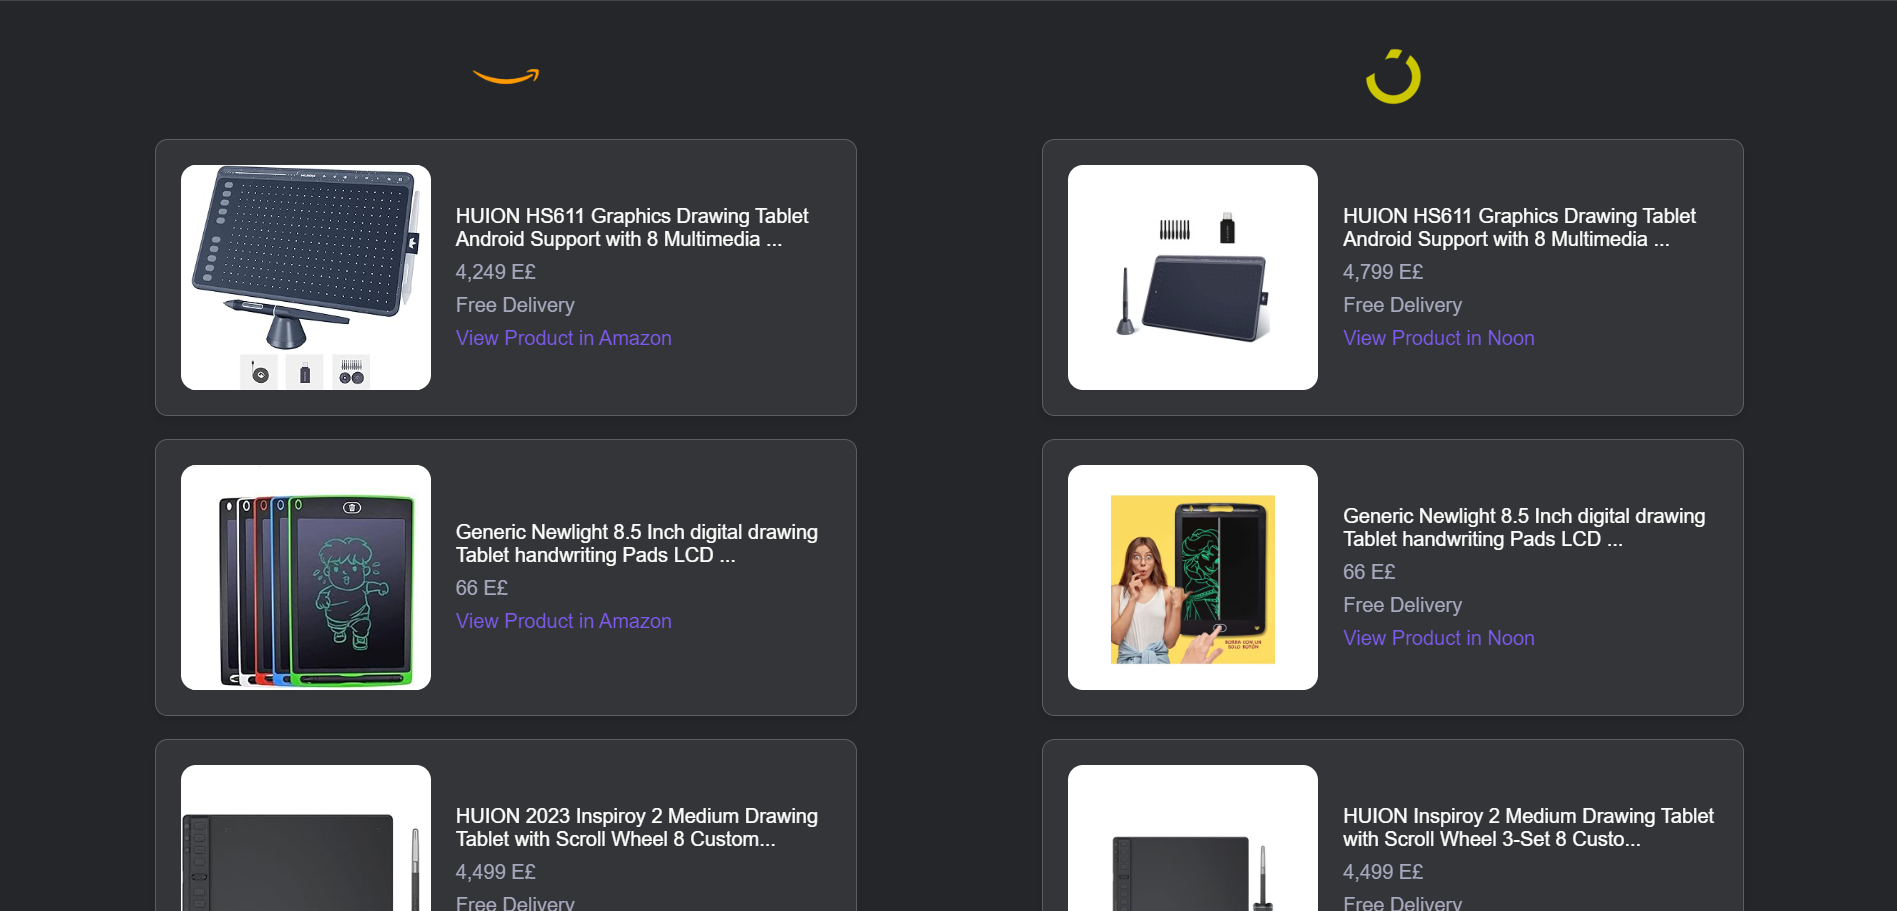 HUION HS611 Graphics Drawing Tablet
Android Support with 8 Multimedia ...
4,249 E£
Free Delivery
View Product in Amazon
Generic Newlight 8.5 Inch digital drawing
Tablet handwriting Pads LCD ...
66 E£
View Product in Amazon
HUION 2023 Inspiroy 2 Medium Drawing
Tablet with Scroll Wheel 8 Custom...
4,499 E£
Free Delivery
HUION HS611 Graphics Drawing Tablet
Android Support with 8 Multimedia ...
4,799 E£
Free Delivery
View Product in Noon
BORRA CON UN
SOLO BOTÓN
Generic Newlight 8.5 Inch digital drawing
Tablet handwriting Pads LCD ...
66 E£
Free Delivery
View Product in Noon
HUION Inspiroy 2 Medium Drawing Tablet
with Scroll Wheel 3-Set 8 Custo...
4,499 E£
Free Delivery